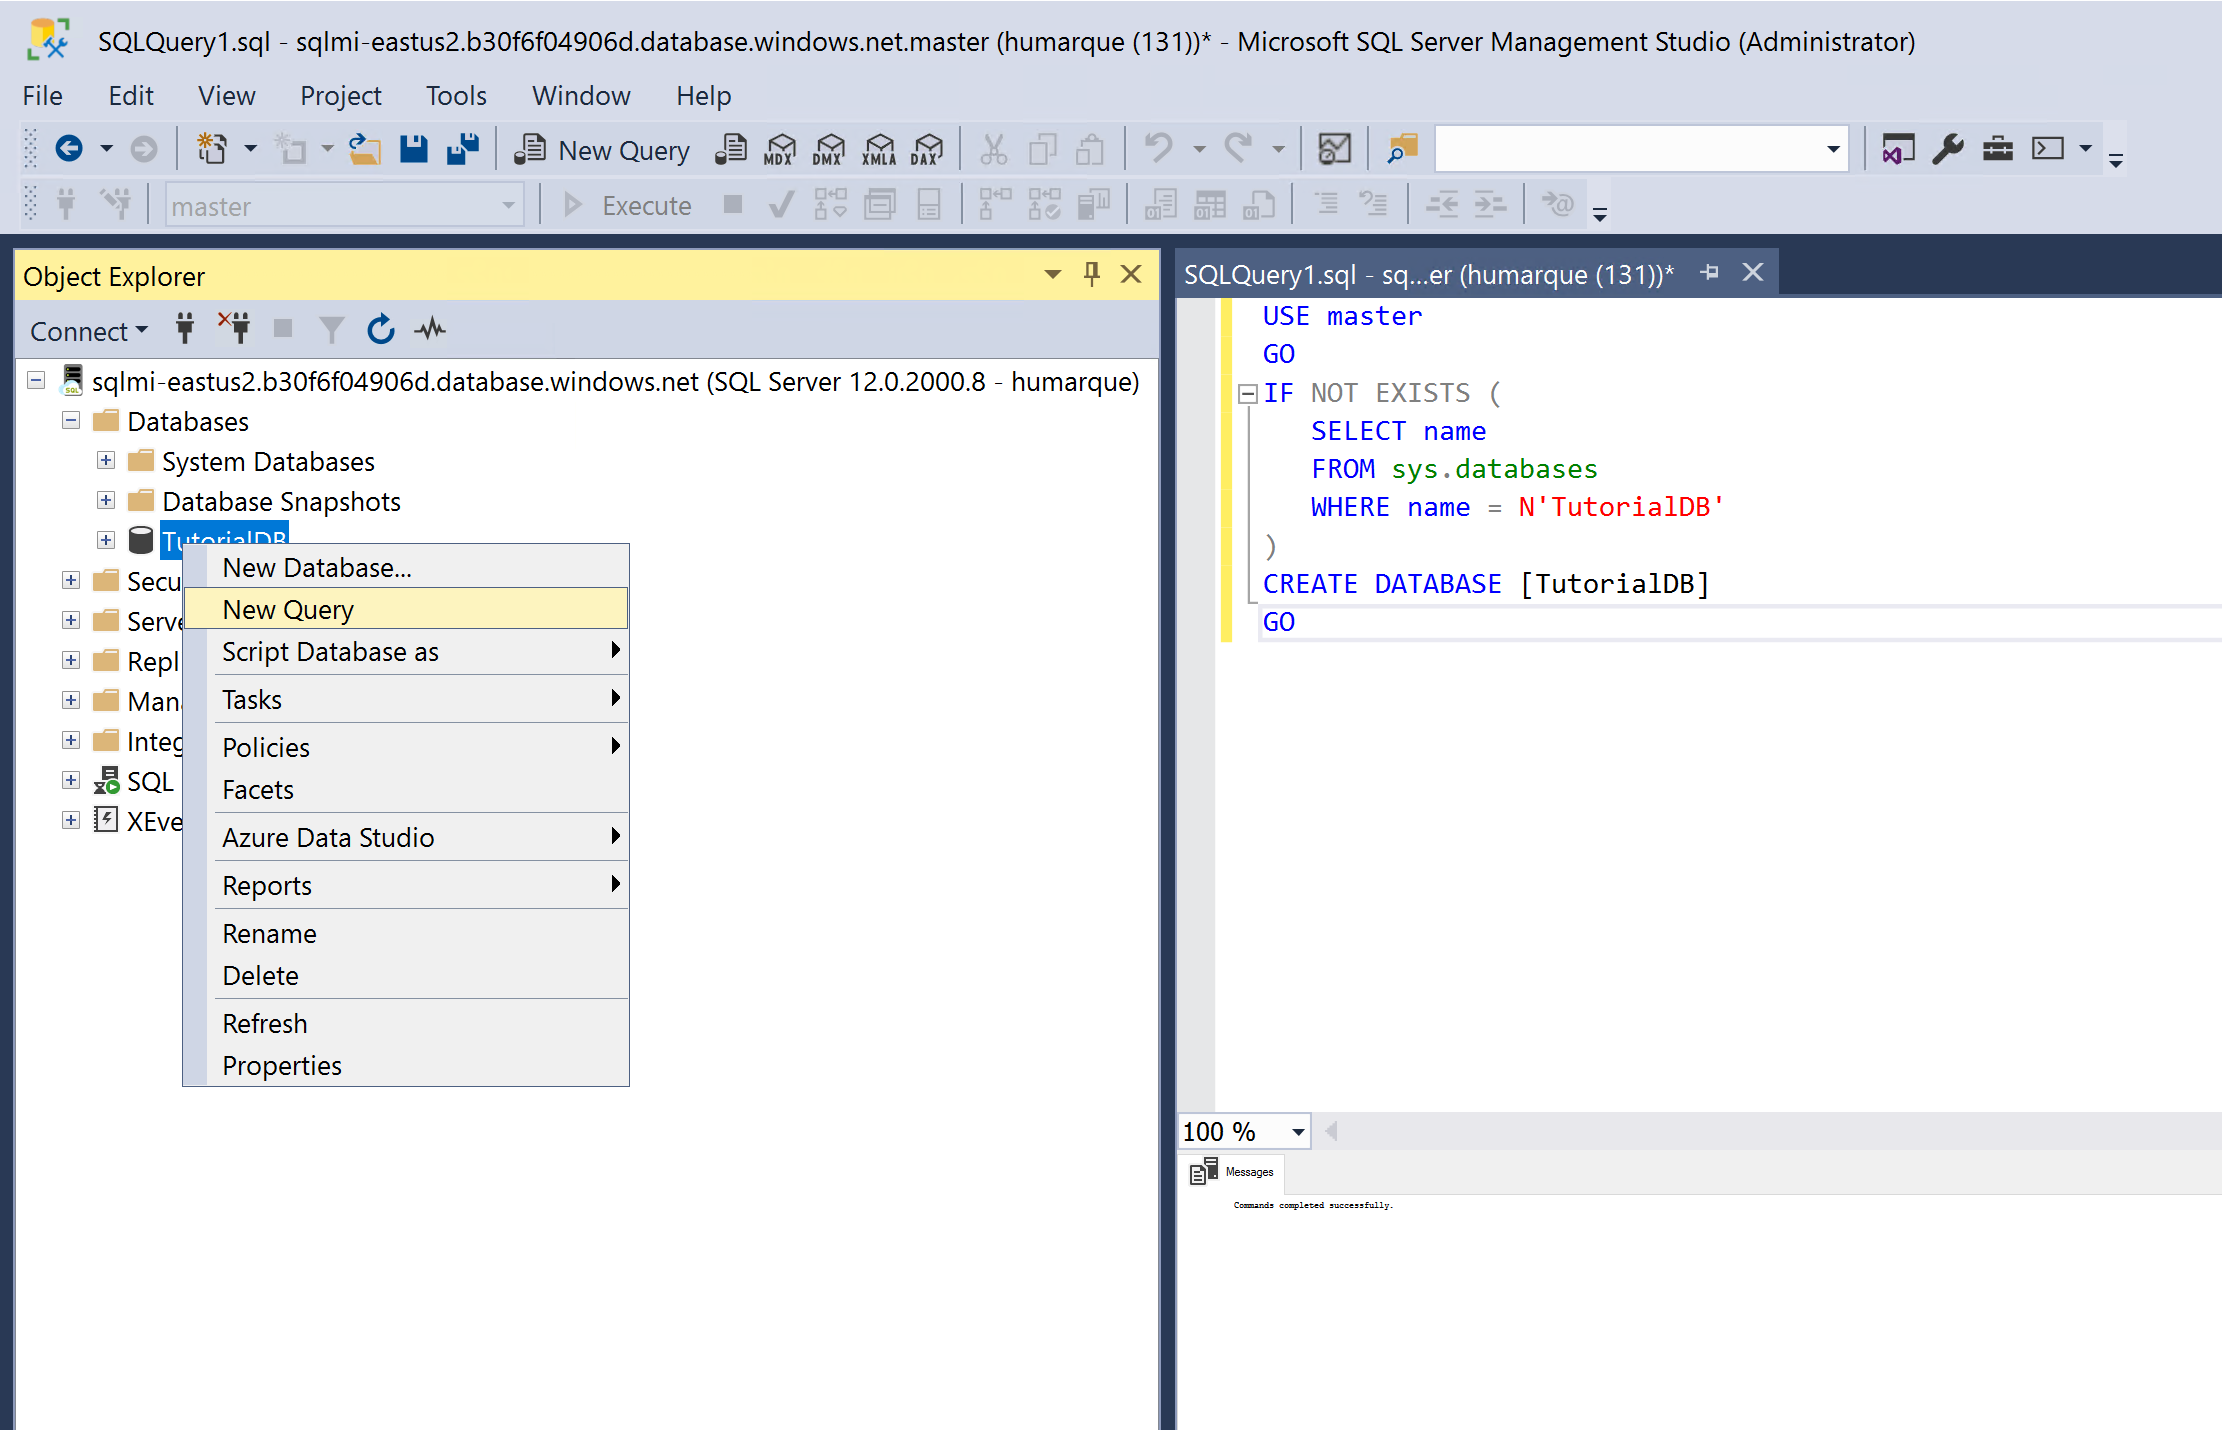 SQLQuery1.sql - sqlmi-eastus2.b30f6f04906d.database.windows.net.master (humarque (131))* - Microsoft SQL Server Management Studio (Administrator)
File Edit View Project Tools Window Help
New Query MDX DMX XMLA DAX
master Execute
Object Explorer
Connect
sqlmi-eastus2.b30f6f04906d.database.windows.net (SQL Server 12.0.2000.8 - humarque)
Databases
System Databases
Database Snapshots
TutorialDB
Secu
Serve
Repl
Mana
Integ
SQL
XEve
New Database...
New Query
Script Database as
Tasks
Policies
Facets
Azure Data Studio
Reports
Rename
Delete
Refresh
Properties
SQLQuery1.sql - sq...er (humarque (131))*
USE master
GO
IF NOT EXISTS (
SELECT name
FROM sys.databases
WHERE name = N'TutorialDB'
)
CREATE DATABASE [TutorialDB]
GO
100 %
Messages
Commands completed successfully.